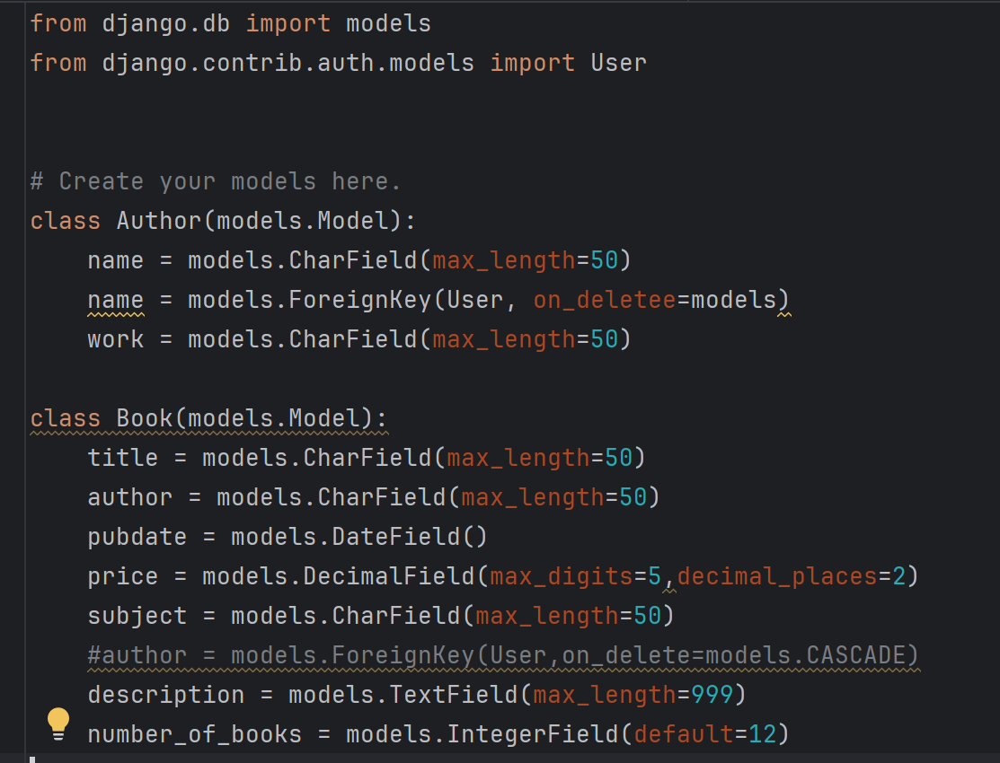 from django.db import models
from django.contrib.auth.models import User
# Create your models here.
class Author(models.Model):
    name = models.CharField(max_length=50)
    name = models.ForeignKey(User, on_deletee=models)
    work = models.CharField(max_length=50)
class Book(models.Model):
    title = models.CharField(max_length=50)
    author = models.CharField(max_length=50)
    pubdate = models.DateField()
    price = models.DecimalField(max_digits=5,decimal_places=2)
    subject = models.CharField(max_length=50)
    #author = models.ForeignKey(User,on_delete=models.CASCADE)
    description = models.TextField(max_length=999)
    number_of_books = models.IntegerField(default=12)